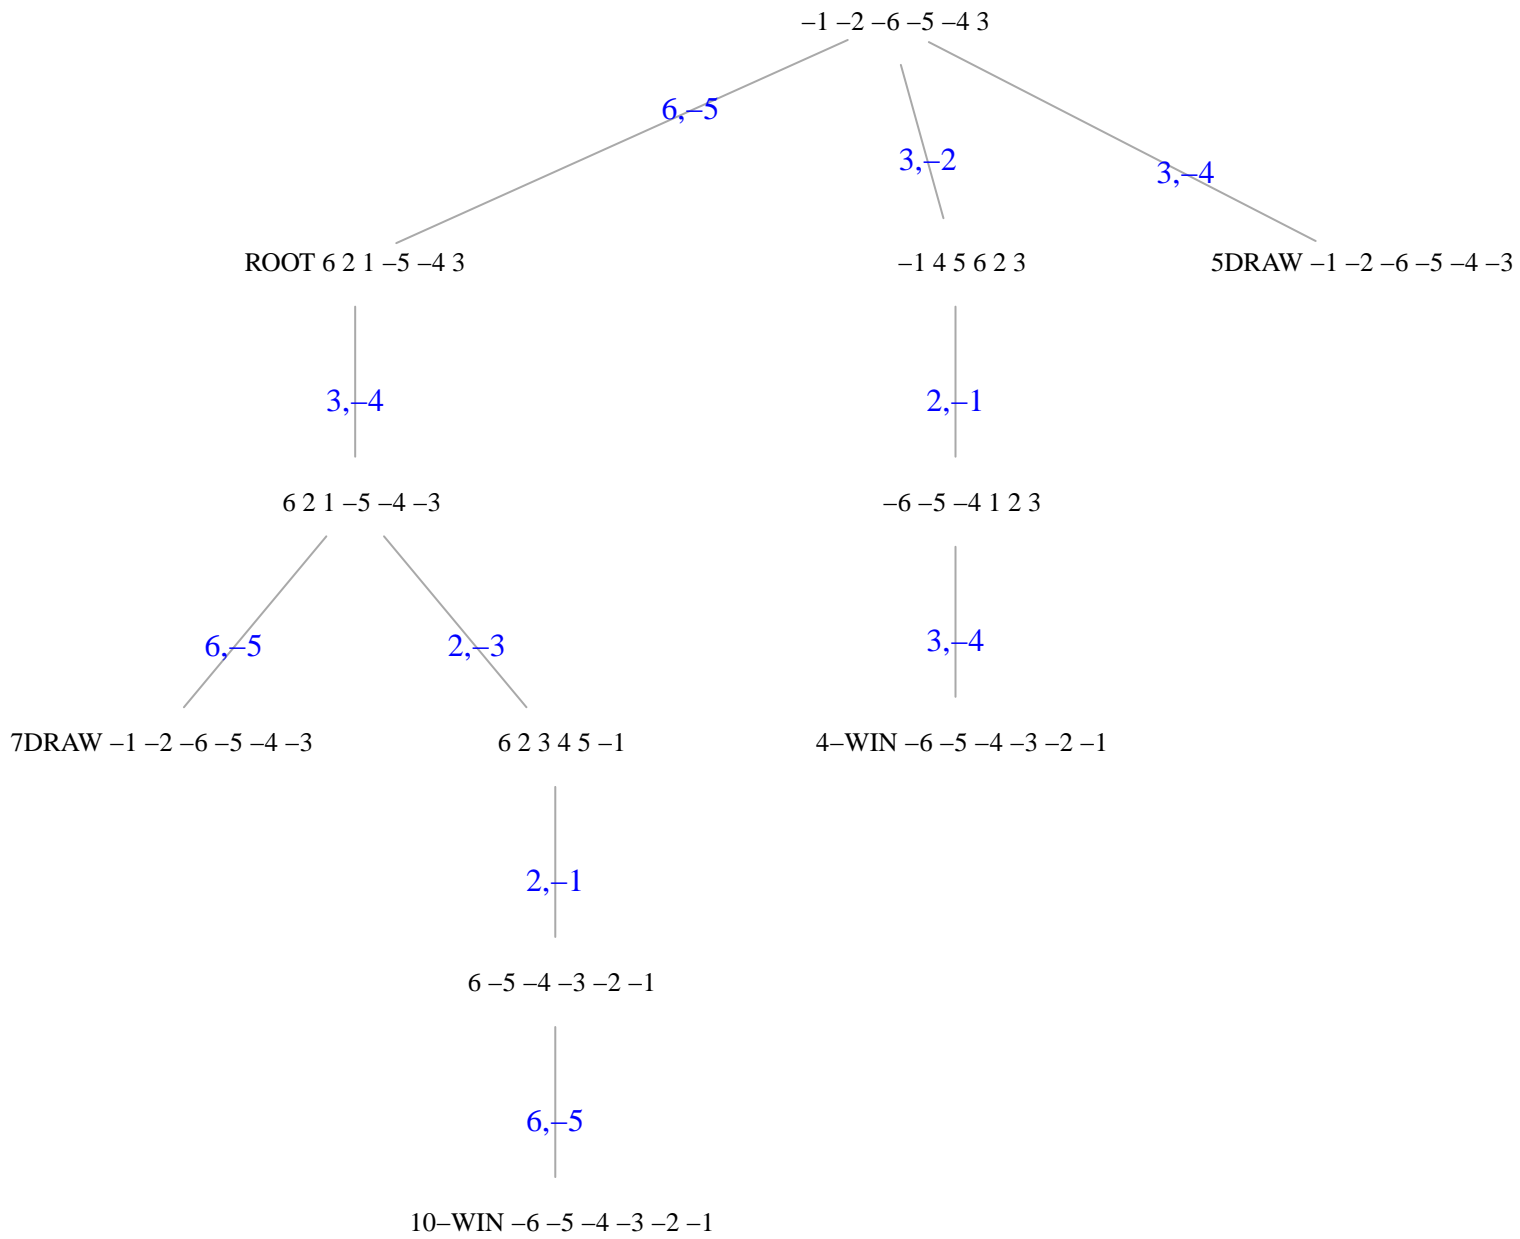 –1 –2 –6 –5 –4 3
6,–5
3,–2
3,–4
ROOT 6 2 1 –5 –4 3
–1 4 5 6 2 3
5DRAW –1 –2 –6 –5 –4 –3
3,–4
2,–1
6 2 1 –5 –4 –3
–6 –5 –4 1 2 3
6,–5
2,–3
3,–4
7DRAW –1 –2 –6 –5 –4 –3
6 2 3 4 5 –1
4–WIN –6 –5 –4 –3 –2 –1
2,–1
6 –5 –4 –3 –2 –1
6,–5
10–WIN –6 –5 –4 –3 –2 –1